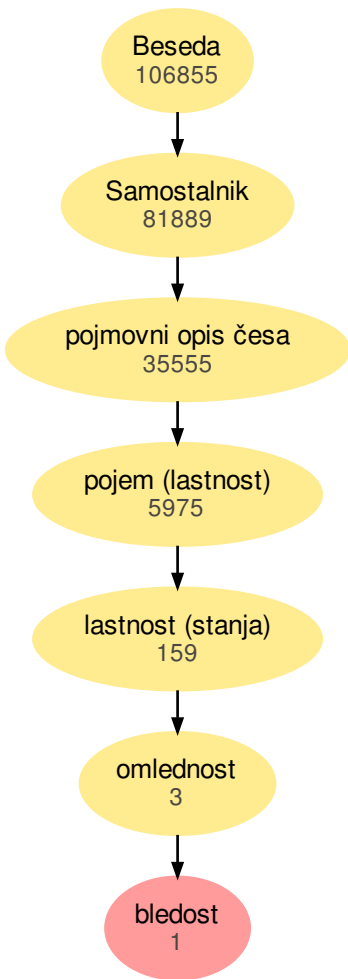 Beseda
106855
Samostalnik
81889
pojmovni opis česa
35555
pojem (lastnost)
5975
lastnost (stanja)
159
omlednost
3
bledost
1